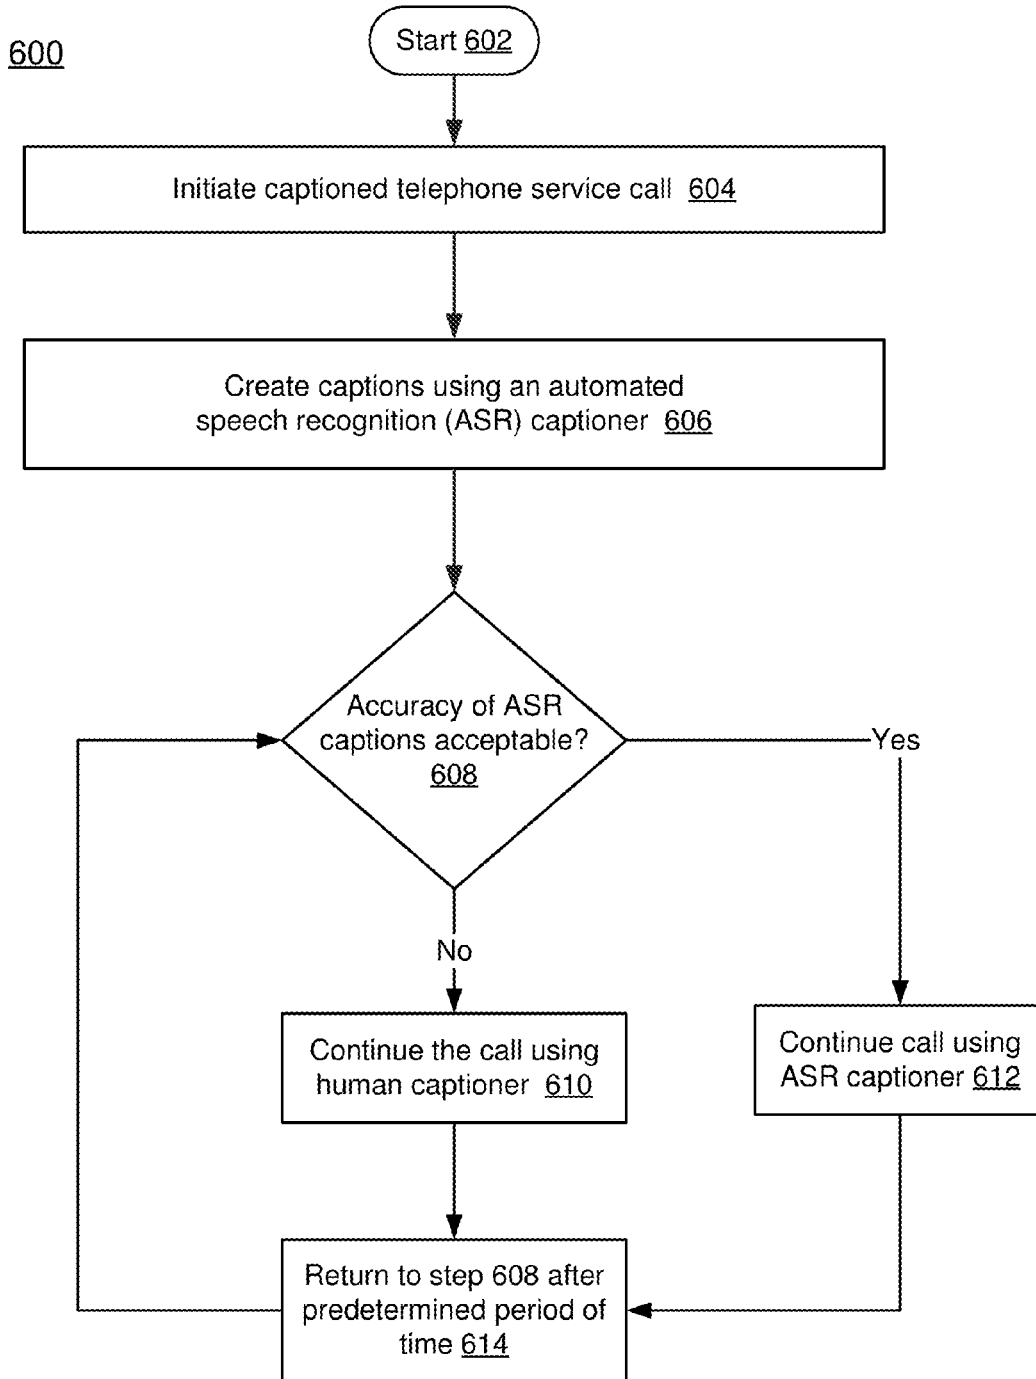 600
Start 602
Initiate captioned telephone service call 604
Create captions using an automated
speech recognition (ASR) captioner 606
Accuracy of ASR
captions acceptable?
608
Yes
No
Continue the call using
human captioner 610
Continue call using
ASR captioner 612
Return to step 608 after
predetermined period of
time 614